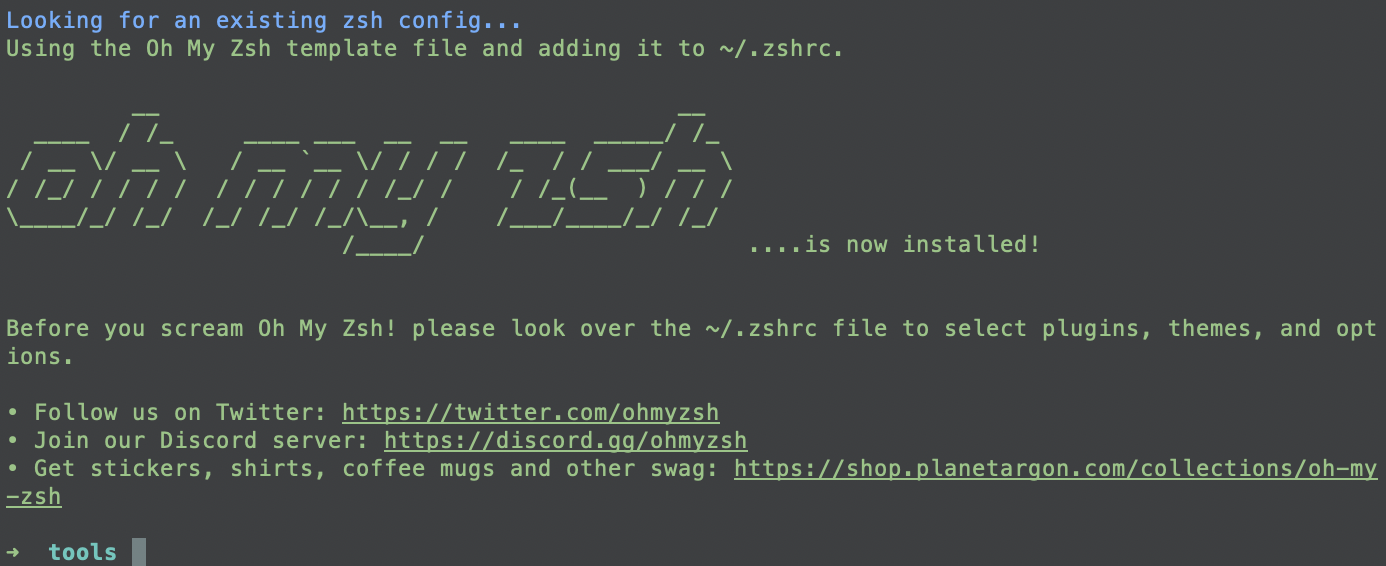 Looking for an existing zsh config...
Using the Oh My Zsh template file and adding it to ~/.zshrc.
         __                                     __
  ____  / /_     ____ ___  __  __   ____  _____/ /_
 / __ \/ __ \   / __ `__ \/ / / /  /_  / / ___/ __ \
/ /_/ / / / /  / / / / / / /_/ /    / /_(__  ) / / /
\____/_/ /_/  /_/ /_/ /_/\__, /    /___/____/_/ /_/
                        /____/                       ....is now installed!
Before you scream Oh My Zsh! please look over the ~/.zshrc file to select plugins, themes, and opt
ions.
• Follow us on Twitter: https://twitter.com/ohmyzsh
• Join our Discord server: https://discord.gg/ohmyzsh
• Get stickers, shirts, coffee mugs and other swag: https://shop.planetargon.com/collections/oh-my
-zsh
➜  tools